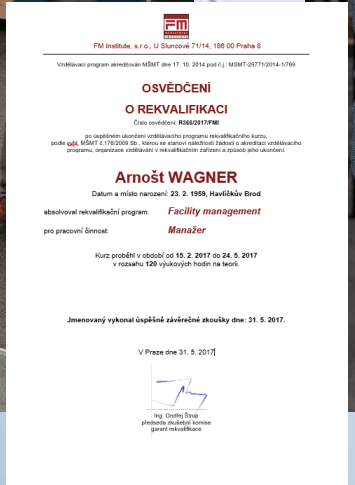 FM
FM Institute, s.r.o., U Sluncové 71/14, 186 00 Praha 8
Vzdělávací program akreditován MŠMT dne 17. 10. 2014 pod č.j.: MSMT-29771/2014-1/769
OSVĚDČENÍ
O REKVALIFIKACI
Číslo osvědčení: R366/2017/FMI
po úspěšném ukončení vzdělávacího programu rekvalifikačního kurzu,
podle vyhl. MŠMT č.176/2009 Sb., kterou se stanoví náležitosti žádosti o akreditaci vzdělávacího
programu, organizace vzdělávání v rekvalifikačním zařízení a způsob jeho ukončení.
Arnošt WAGNER
Datum a místo narození: 23. 2. 1959, Havlíčkův Brod
absolvoval rekvalifikační program: Facility management
pro pracovní činnost: Manažer
Kurz proběhl v období od 15. 2. 2017 do 24. 5. 2017
v rozsahu 120 výukových hodin na teorii.
Jmenovaný vykonal úspěšně závěrečné zkoušky dne: 31. 5. 2017.
V Praze dne 31. 5. 2017
Ing. Ondřej Štrup
předseda zkušební komise
garant rekvalifikace